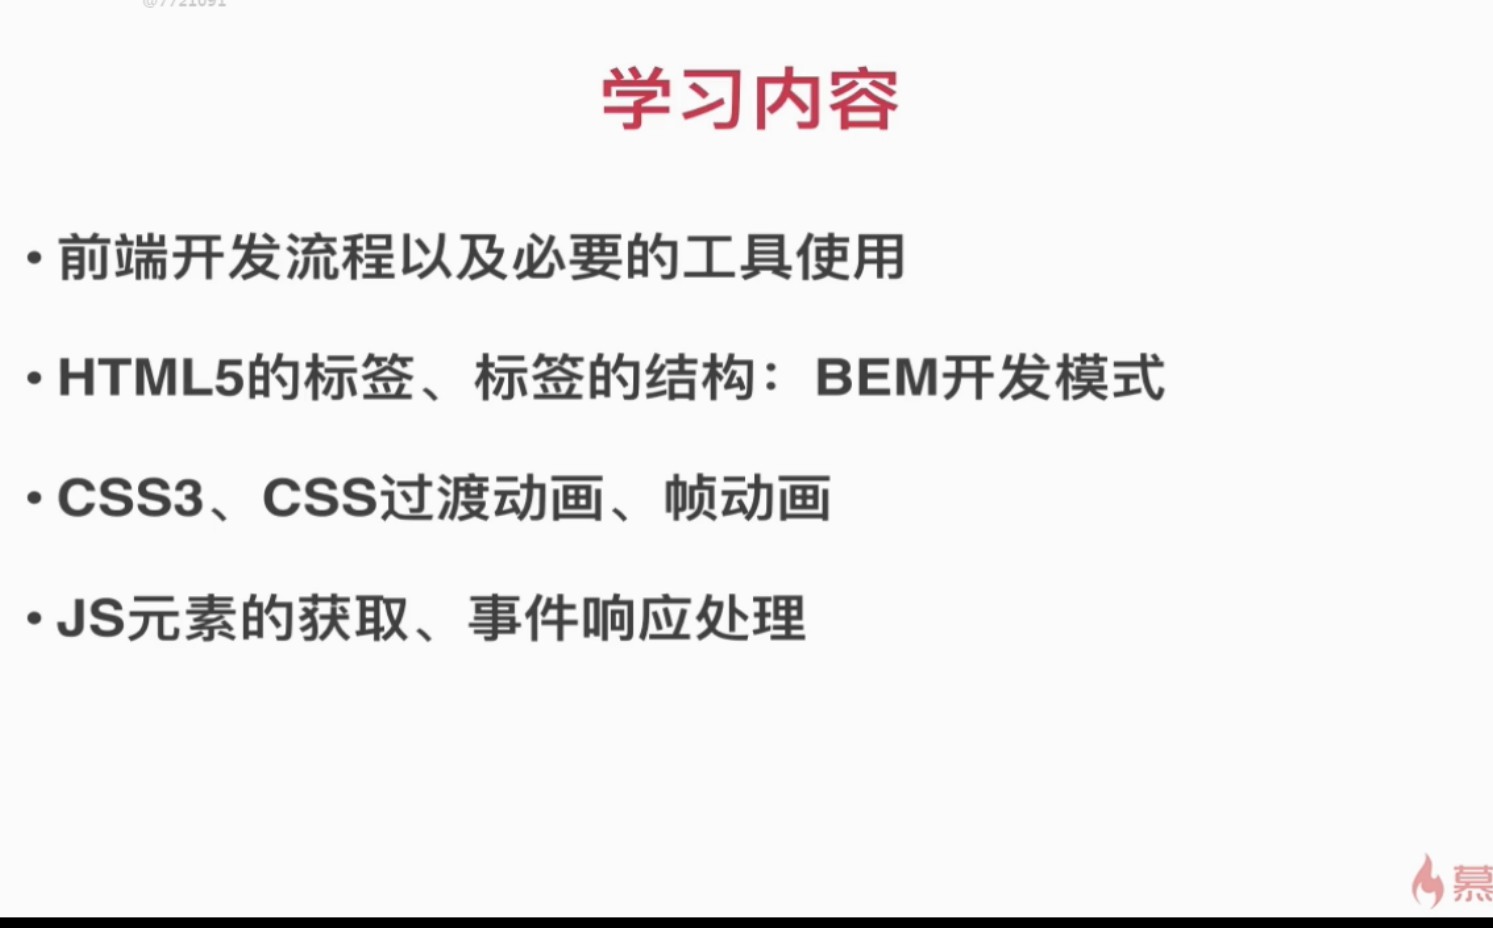 学习内容
• 前端开发流程以及必要的工具使用
• HTML5的标签、标签的结构：BEM开发模式
• CSS3、CSS过渡动画、帧动画
• JS元素的获取、事件响应处理
慕